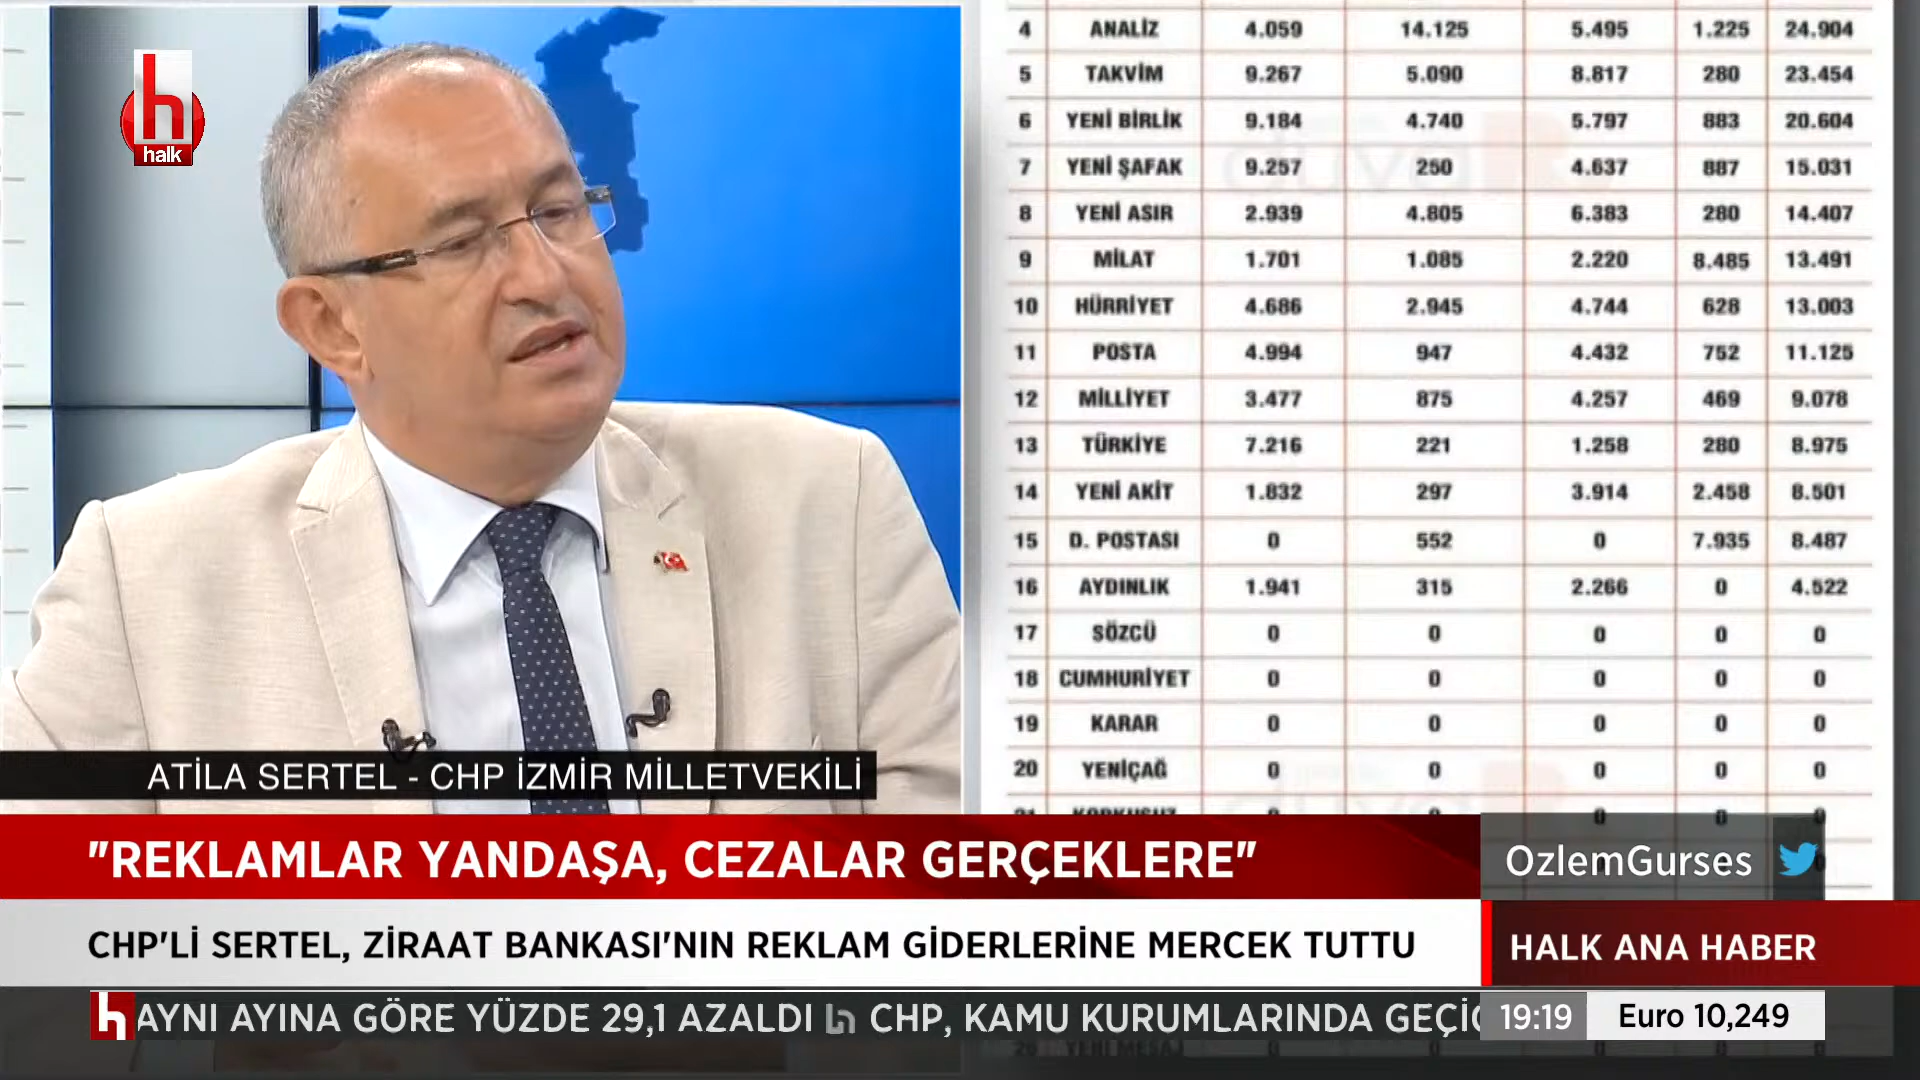 h
halk
4 ANALİZ 4.059 14.125 5.495 1.225 24.904
5 TAKVİM 9.267 5.090 8.817 280 23.454
6 YENİ BİRLİK 9.184 4.740 5.797 883 20.604
7 YENİ ŞAFAK 9.257 250 4.637 887 15.031
8 YENİ ASIR 2.939 4.805 6.383 280 14.407
9 MİLAT 1.701 1.085 2.220 8.485 13.491
10 HÜRRİYET 4.686 2.945 4.744 628 13.003
11 POSTA 4.994 947 4.432 752 11.125
12 MİLLİYET 3.477 875 4.257 469 9.078
13 TÜRKİYE 7.216 221 1.258 280 8.975
14 YENİ AKİT 1.832 297 3.914 2.458 8.501
15 D. POSTASI 0 552 0 7.935 8.487
16 AYDINLIK 1.941 315 2.266 0 4.522
17 SÖZCÜ 0 0 0 0 0
18 CUMHURİYET 0 0 0 0 0
19 KARAR 0 0 0 0 0
20 YENİÇAĞ 0 0 0 0 0
ATİLA SERTEL - CHP İZMİR MİLLETVEKİLİ
"REKLAMLAR YANDAŞA, CEZALAR GERÇEKLERE"
OzlemGurses
CHP'Lİ SERTEL, ZİRAAT BANKASI'NIN REKLAM GİDERLERİNE MERCEK TUTTU
HALK ANA HABER
AYNI AYINA GÖRE YÜZDE 29,1 AZALDI h CHP, KAMU KURUMLARINDA GEÇİC
19:19 Euro 10,249